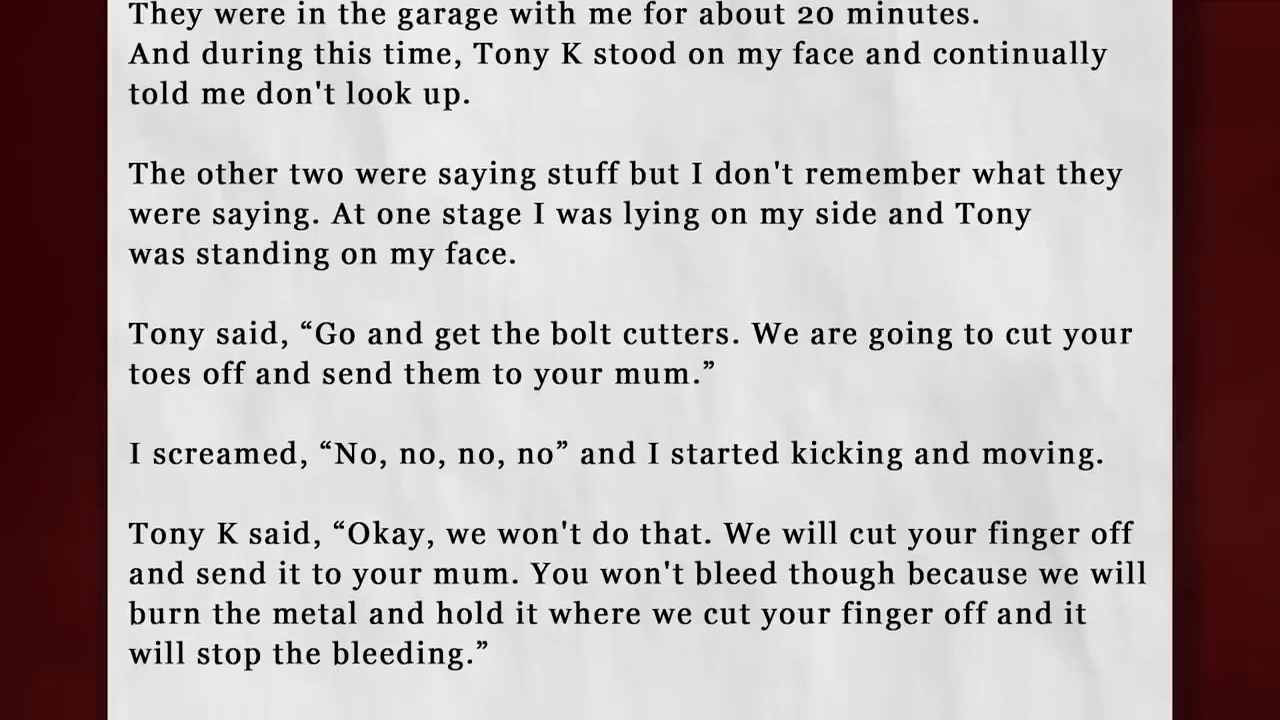 They were in the garage with me for about 20 minutes.
And during this time, Tony K stood on my face and continually
told me don't look up.
The other two were saying stuff but I don't remember what they
were saying. At one stage I was lying on my side and Tony
was standing on my face.
Tony said, “Go and get the bolt cutters. We are going to cut your
toes off and send them to your mum.”
I screamed, “No, no, no, no” and I started kicking and moving.
Tony K said, “Okay, we won't do that. We will cut your finger off
and send it to your mum. You won't bleed though because we will
burn the metal and hold it where we cut your finger off and it
will stop the bleeding.”